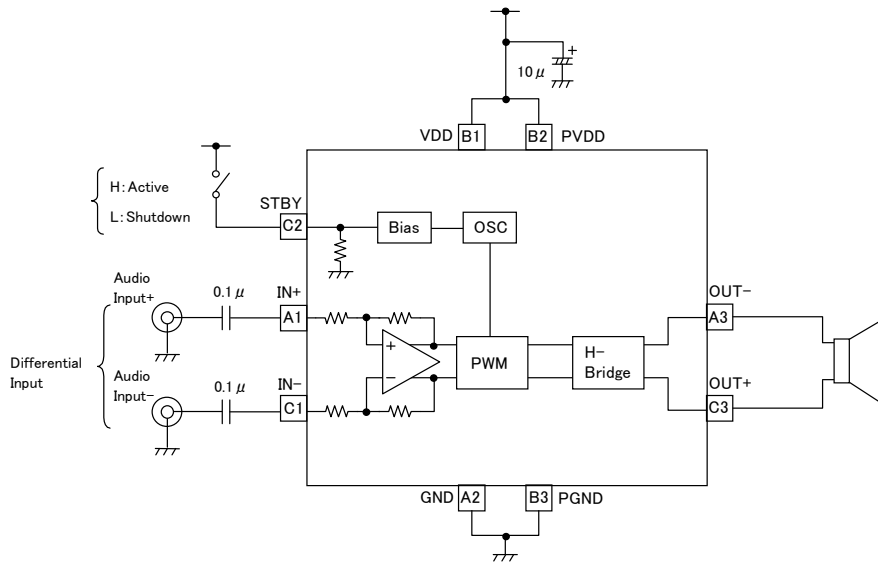 10μ
VDD B1 B2 PVDD
H:Active
L:Shutdown
STBY
C2
Bias
OSC
Audio
Input+
0.1μ
IN+
A1
+
PWM
H-
Bridge
OUT-
A3
Differential
Input
Audio
Input-
0.1μ
IN-
C1
-
OUT+
C3
GND A2 B3 PGND